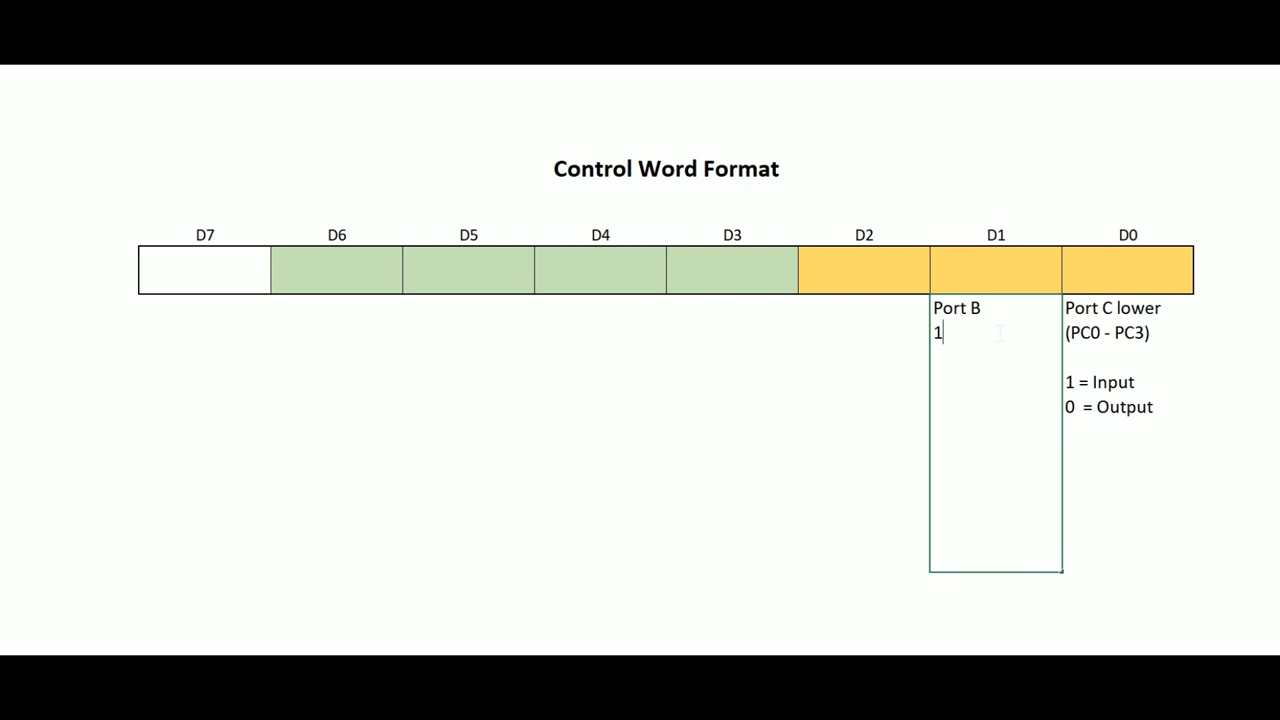 Control Word Format
D7 D6 D5 D4 D3 D2 D1 D0
Port B
1
Port C lower
(PC0 - PC3)
1 = Input
0  = Output